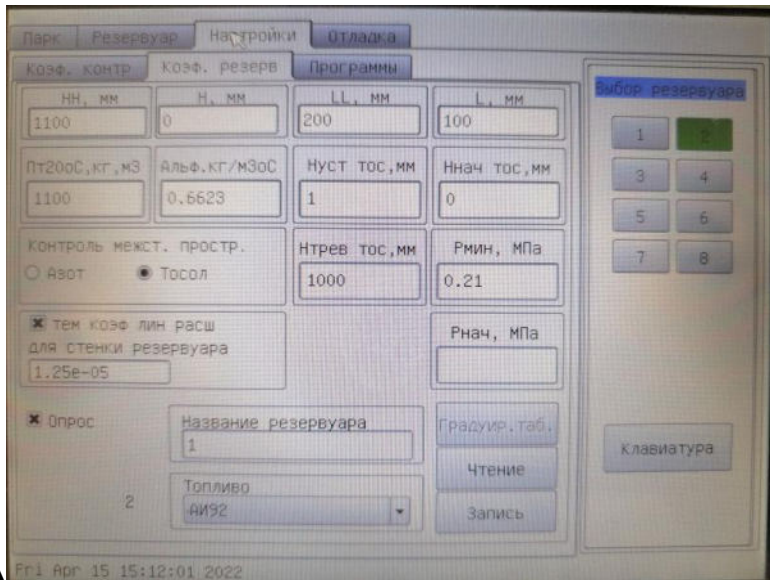 Парк Резервуар Настройки Отладка
Коэф. контр Коэф. резерв Программы
НН, мм Н, мм LL, мм L, мм
1100 0 200 100
Пт20оС,кг,м3 Альф.кг/м3оС Нуст тос,мм Ннач тос,мм
1100 0.6623 1 0
Контроль межст. простр. Нтрев тос,мм Рмин, МПа
Азот Тосол 1000 0.21
тем коэф лин расш
для стенки резервуара Рнач, МПа
1.25e-05
Опрос Название резервуара Градуир.таб.
1
Чтение
2 Топливо
АИ92 Запись
Выбор резервуара
1 2
3 4
5 6
7 8
Клавиатура
Fri Apr 15 15:12:01 2022